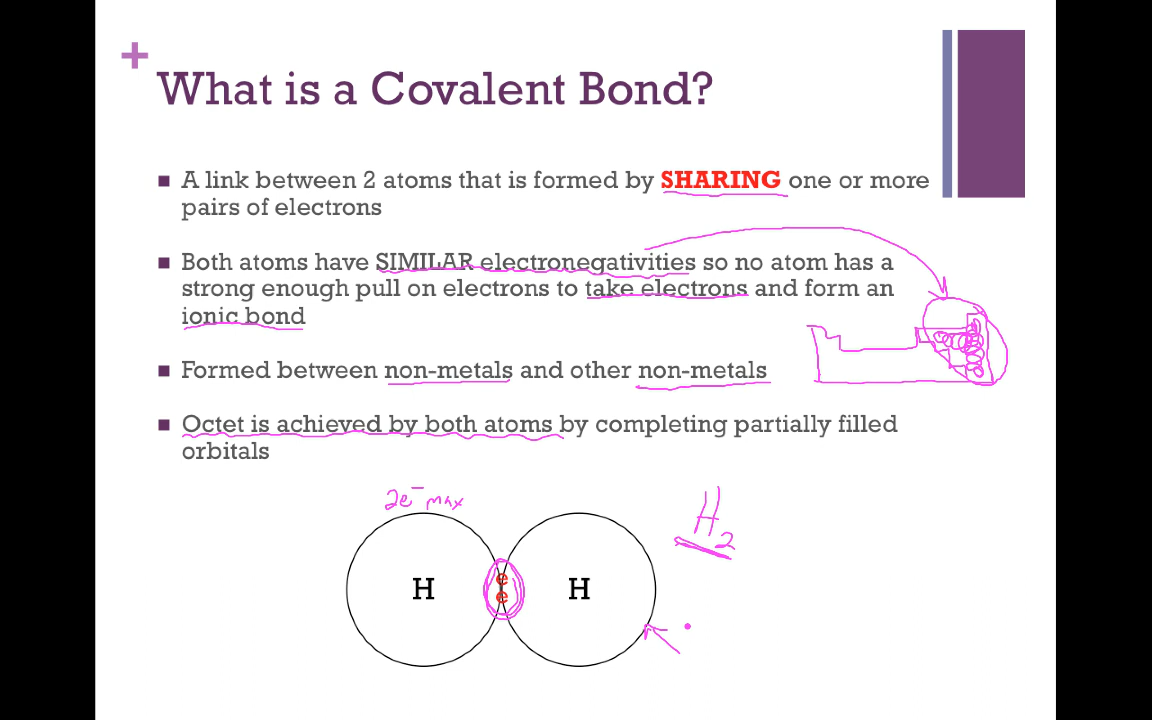 +
What is a Covalent Bond?
■ A link between 2 atoms that is formed by SHARING one or more
pairs of electrons
■ Both atoms have SIMILAR electronegativities so no atom has a
strong enough pull on electrons to take electrons and form an
ionic bond
■ Formed between non-metals and other non-metals
■ Octet is achieved by both atoms by completing partially filled
orbitals
2e⁻ max
H₂
e
H H
e